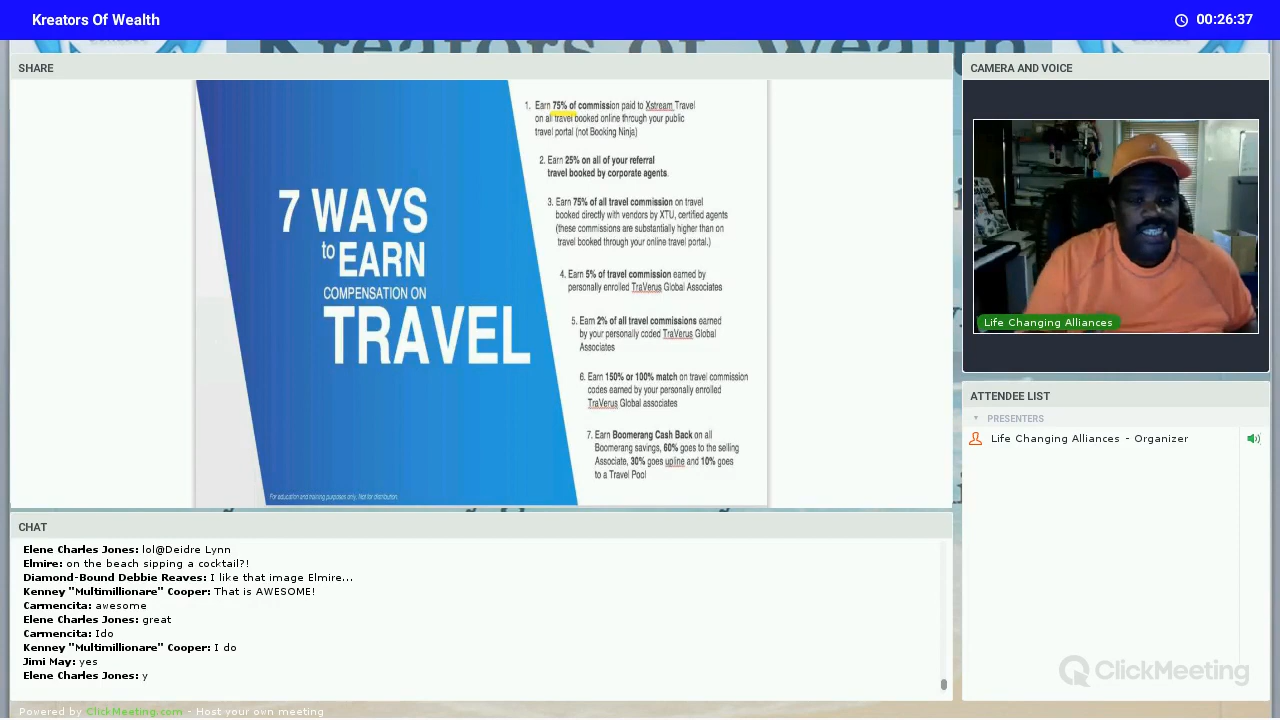 Kreators Of Wealth
00:26:37
Kreators of Wealth
SHARE
7 WAYS
to EARN
COMPENSATION ON
TRAVEL
1. Earn 75% of commission paid to Xstream Travel
on all travel booked online through your public
travel portal (not Booking Ninja)
2. Earn 25% on all of your referral
travel booked by corporate agents.
3. Earn 75% of all travel commission on travel
booked directly with vendors by XTU, certified agents
(these commissions are substantially higher than on
travel booked through your online travel portal.)
4. Earn 5% of travel commission earned by
personally enrolled TraVerus Global Associates
5. Earn 2% of all travel commissions earned
by your personally coded TraVerus Global
Associates
6. Earn 150% or 100% match on travel commission
codes earned by your personally enrolled
TraVerus Global associates
7. Earn Boomerang Cash Back on all
Boomerang savings, 60% goes to the selling
Associate, 30% goes upline and 10% goes
to a Travel Pool
For education and training purposes only. Not for distribution.
CAMERA AND VOICE
Life Changing Alliances
ATTENDEE LIST
PRESENTERS
Life Changing Alliances - Organizer
ClickMeeting
CHAT
Elene Charles Jones: lol@Deidre Lynn
Elmire: on the beach sipping a cocktail?!
Diamond-Bound Debbie Reaves: I like that image Elmire...
Kenney "Multimillionare" Cooper: That is AWESOME!
Carmencita: awesome
Elene Charles Jones: great
Carmencita: Ido
Kenney "Multimillionare" Cooper: I do
Jimi May: yes
Elene Charles Jones: y
Powered by ClickMeeting.com - Host your own meeting